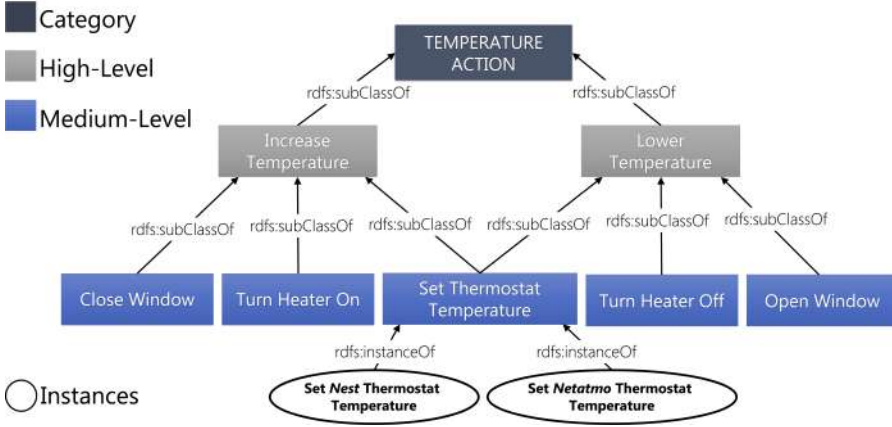 Category
High-Level
Medium-Level
TEMPERATURE
ACTION
rdfs:subClassOf
rdfs:subClassOf
Increase
Temperature
Lower
Temperature
rdfs:subClassOf
rdfs:subClassOf
rdfs:subClassOf
rdfs:subClassOf
rdfs:subClassOf
rdfs:subClassOf
Close Window
Turn Heater On
Set Thermostat
Temperature
Turn Heater Off
Open Window
rdfs:instanceOf
rdfs:instanceOf
Instances
Set Nest Thermostat
Temperature
Set Netatmo Thermostat
Temperature